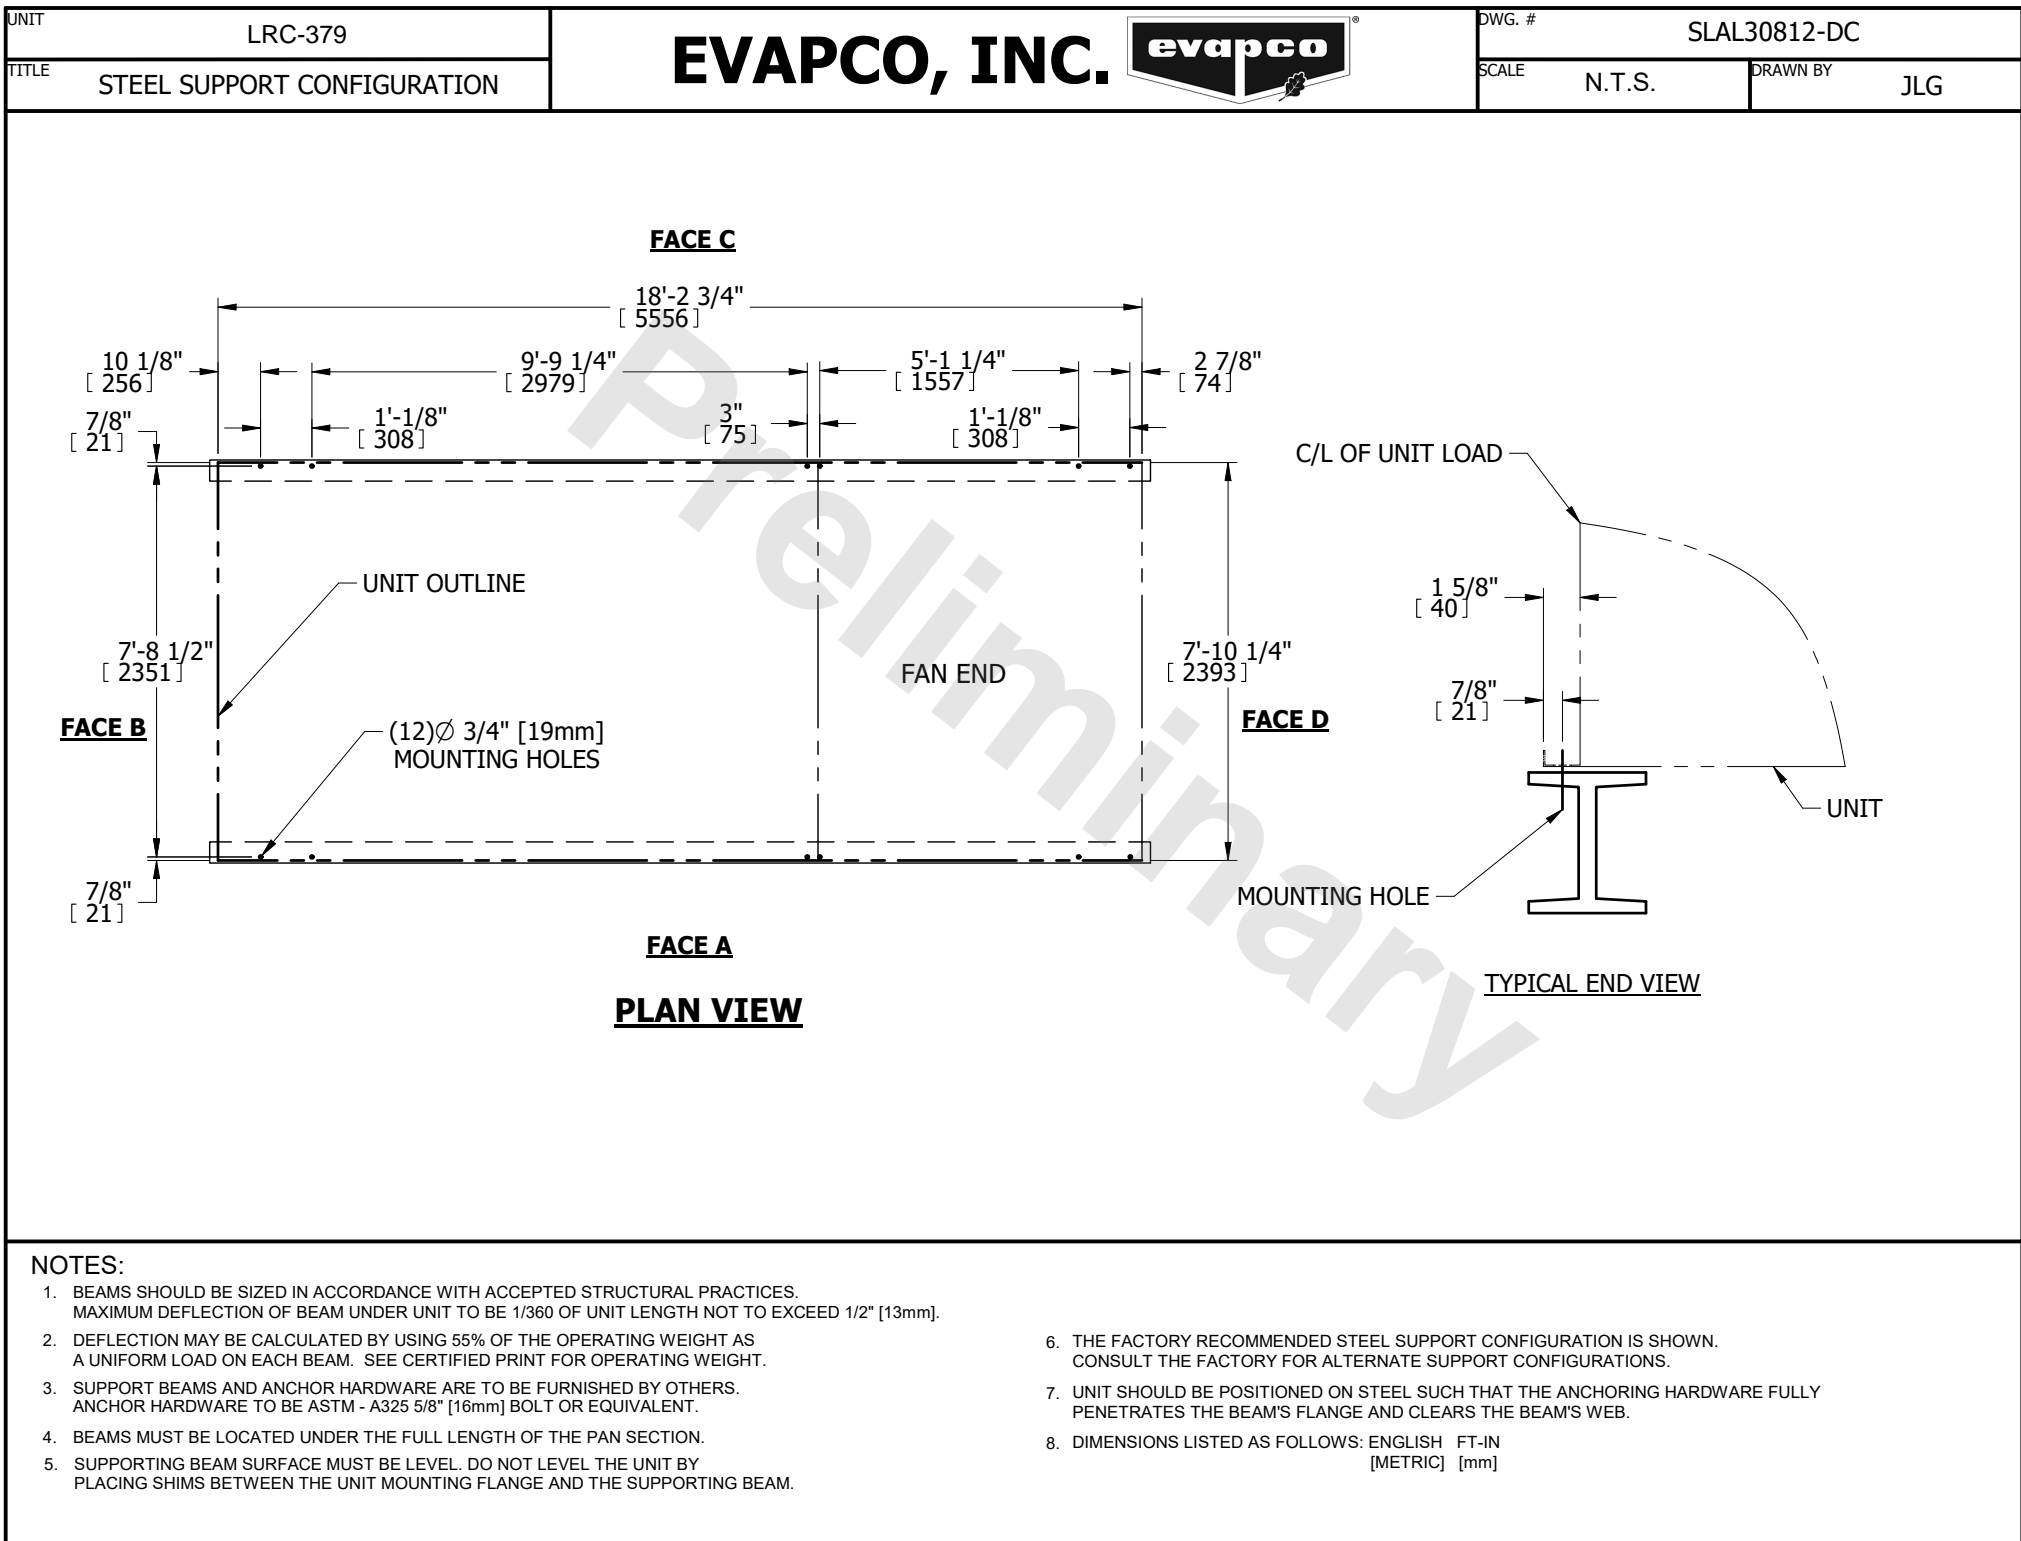 UNIT
LRC-379
TITLE
STEEL SUPPORT CONFIGURATION
EVAPCO, INC.
evapco
®
DWG. #
SLAL30812-DC
SCALE
N.T.S.
DRAWN BY
JLG
FACE C
18'-2 3/4"
[ 5556 ]
10 1/8"
[ 256 ]
9'-9 1/4"
[ 2979 ]
5'-1 1/4"
[ 1557 ]
2 7/8"
[ 74 ]
7/8"
[ 21 ]
1'-1/8"
[ 308 ]
3"
[ 75 ]
1'-1/8"
[ 308 ]
UNIT OUTLINE
7'-8 1/2"
[ 2351 ]
FAN END
7'-10 1/4"
[ 2393 ]
FACE B
FACE D
(12)Ø 3/4" [19mm]
MOUNTING HOLES
7/8"
[ 21 ]
FACE A
PLAN VIEW
C/L OF UNIT LOAD
1 5/8"
[ 40 ]
7/8"
[ 21 ]
UNIT
MOUNTING HOLE
TYPICAL END VIEW
Preliminary
NOTES:
1. BEAMS SHOULD BE SIZED IN ACCORDANCE WITH ACCEPTED STRUCTURAL PRACTICES.
MAXIMUM DEFLECTION OF BEAM UNDER UNIT TO BE 1/360 OF UNIT LENGTH NOT TO EXCEED 1/2" [13mm].
2. DEFLECTION MAY BE CALCULATED BY USING 55% OF THE OPERATING WEIGHT AS
A UNIFORM LOAD ON EACH BEAM. SEE CERTIFIED PRINT FOR OPERATING WEIGHT.
3. SUPPORT BEAMS AND ANCHOR HARDWARE ARE TO BE FURNISHED BY OTHERS.
ANCHOR HARDWARE TO BE ASTM - A325 5/8" [16mm] BOLT OR EQUIVALENT.
4. BEAMS MUST BE LOCATED UNDER THE FULL LENGTH OF THE PAN SECTION.
5. SUPPORTING BEAM SURFACE MUST BE LEVEL. DO NOT LEVEL THE UNIT BY
PLACING SHIMS BETWEEN THE UNIT MOUNTING FLANGE AND THE SUPPORTING BEAM.
6. THE FACTORY RECOMMENDED STEEL SUPPORT CONFIGURATION IS SHOWN.
CONSULT THE FACTORY FOR ALTERNATE SUPPORT CONFIGURATIONS.
7. UNIT SHOULD BE POSITIONED ON STEEL SUCH THAT THE ANCHORING HARDWARE FULLY
PENETRATES THE BEAM'S FLANGE AND CLEARS THE BEAM'S WEB.
8. DIMENSIONS LISTED AS FOLLOWS: ENGLISH FT-IN
[METRIC] [mm]